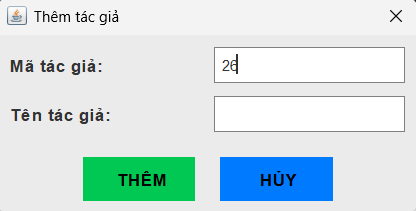 Thêm tác giả
Mã tác giả: 26
Tên tác giả:
THÊM HỦY